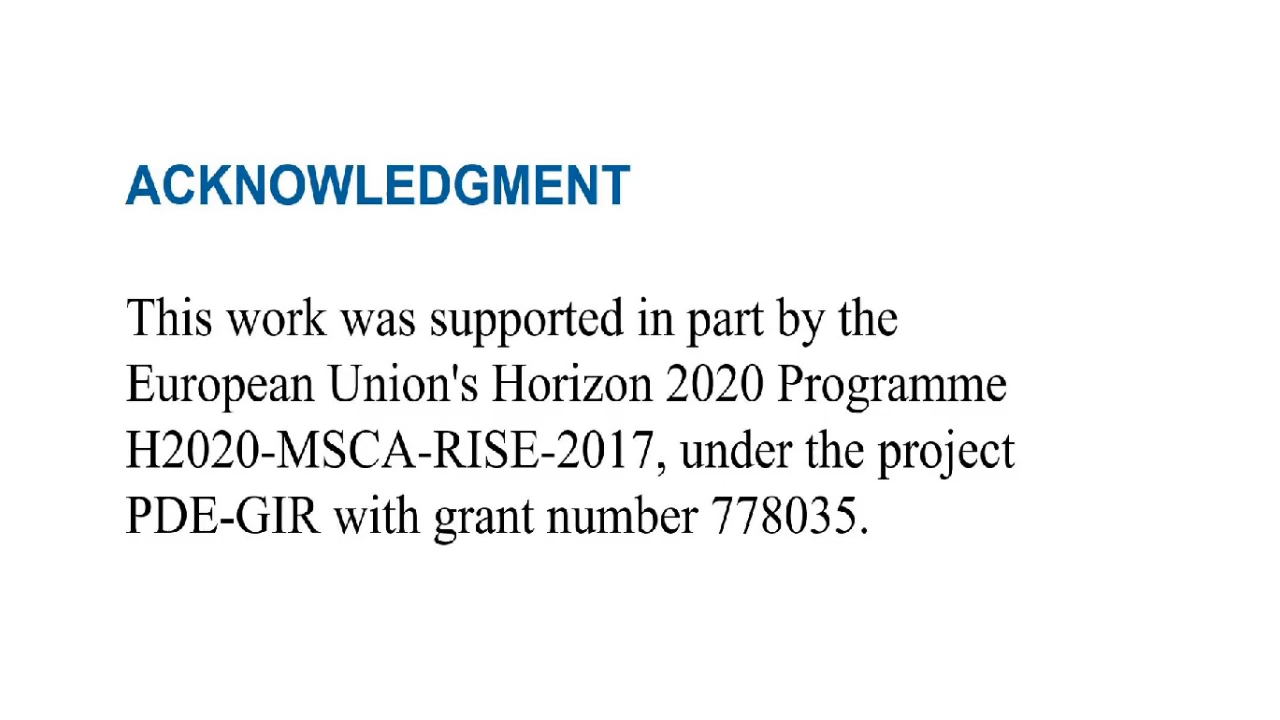 ACKNOWLEDGMENT
This work was supported in part by the
European Union's Horizon 2020 Programme
H2020-MSCA-RISE-2017, under the project
PDE-GIR with grant number 778035.